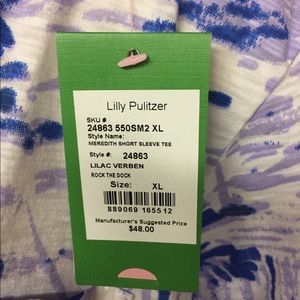 Lilly Pulitzer
SKU #
24863 550SM2 XL
Style Name:
MEREDITH SHORT SLEEVE TEE
Style #: 24863
LILAC VERBEN
ROCK THE DOCK
Size: XL
889069 165512
Manufacturer's Suggested Price
$48.00